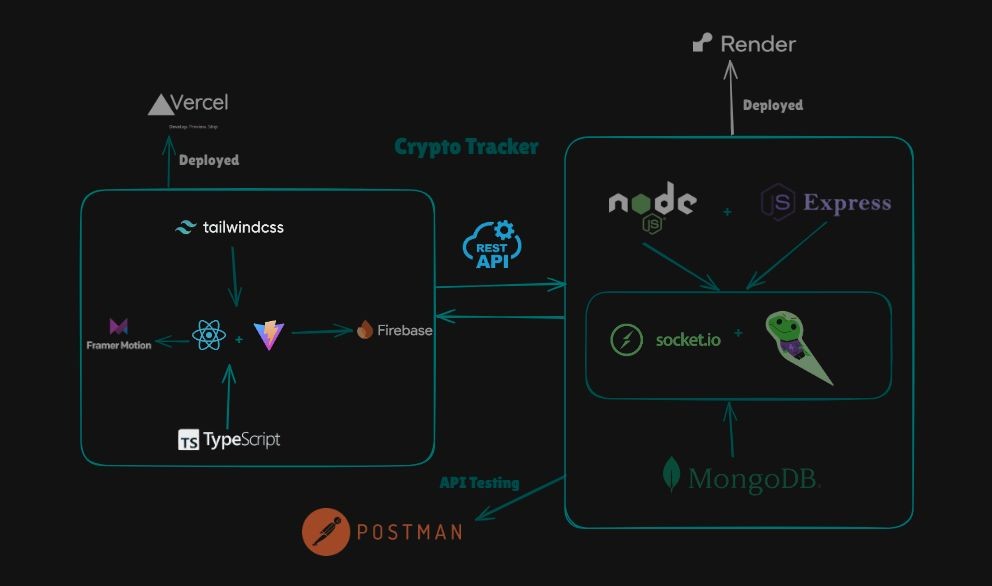 Render
Deployed
Vercel
Develop. Preview. Ship.
Deployed
Crypto Tracker
node
JS
JS
Express
tailwindcss
REST
API
Framer Motion
Firebase
socket.io
TS
TypeScript
MongoDB.
API Testing
POSTMAN